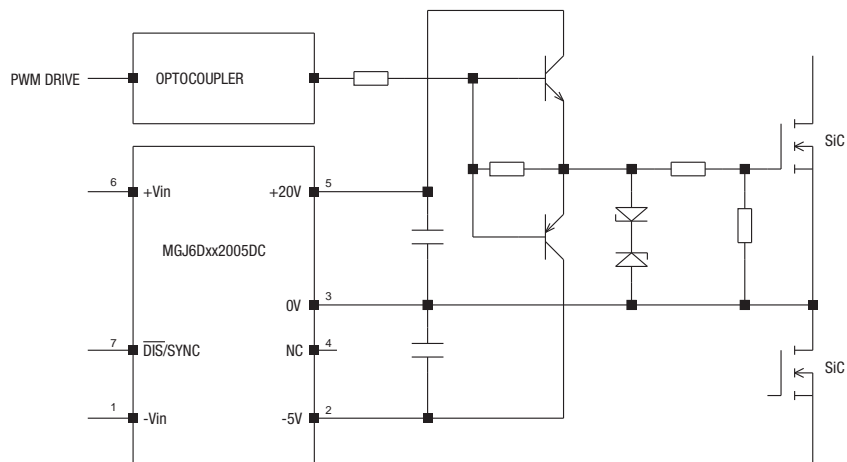 PWM DRIVE
OPTOCOUPLER
SiC
6
+Vin
+20V
5
MGJ6Dxx2005DC
0V
3
7
DIS/SYNC
NC
4
SiC
1
-Vin
-5V
2